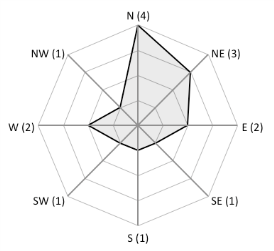 N (4)
NW (1)
NE (3)
W (2)
E (2)
SW (1)
SE (1)
S (1)